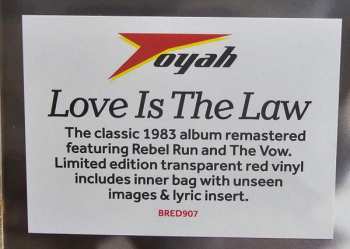 Toyah
Love Is The Law
The classic 1983 album remastered
featuring Rebel Run and The Vow.
Limited edition transparent red vinyl
includes inner bag with unseen
images & lyric insert.
BRED907